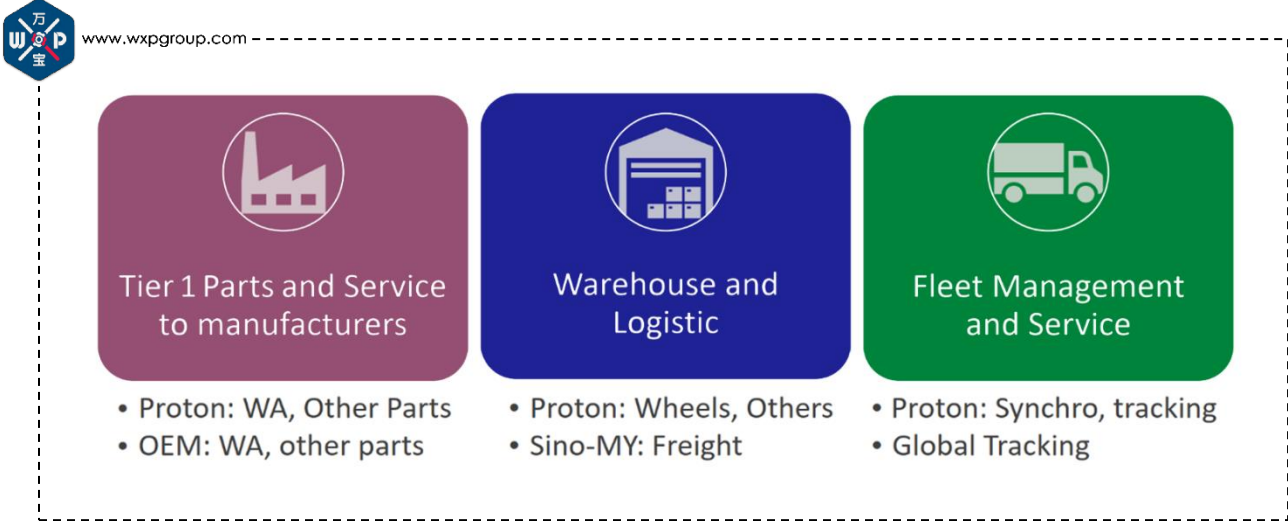 万
WXP
宝
www.wxpgroup.com
Tier 1 Parts and Service
to manufacturers
• Proton: WA, Other Parts
• OEM: WA, other parts
Warehouse and
Logistic
• Proton: Wheels, Others
• Sino-MY: Freight
Fleet Management
and Service
• Proton: Synchro, tracking
• Global Tracking